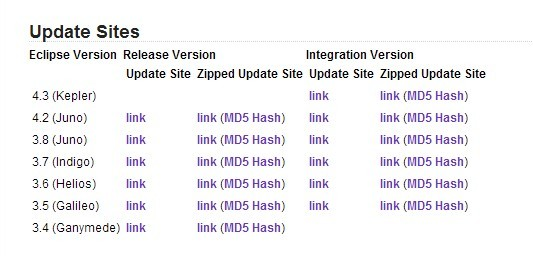 Update Sites
Eclipse Version Release Version Integration Version
Update Site Zipped Update Site Update Site Zipped Update Site
4.3 (Kepler) link link (MD5 Hash)
4.2 (Juno) link link (MD5 Hash) link link (MD5 Hash)
3.8 (Juno) link link (MD5 Hash) link link (MD5 Hash)
3.7 (Indigo) link link (MD5 Hash) link link (MD5 Hash)
3.6 (Helios) link link (MD5 Hash) link link (MD5 Hash)
3.5 (Galileo) link link (MD5 Hash) link link (MD5 Hash)
3.4 (Ganymede) link link (MD5 Hash)